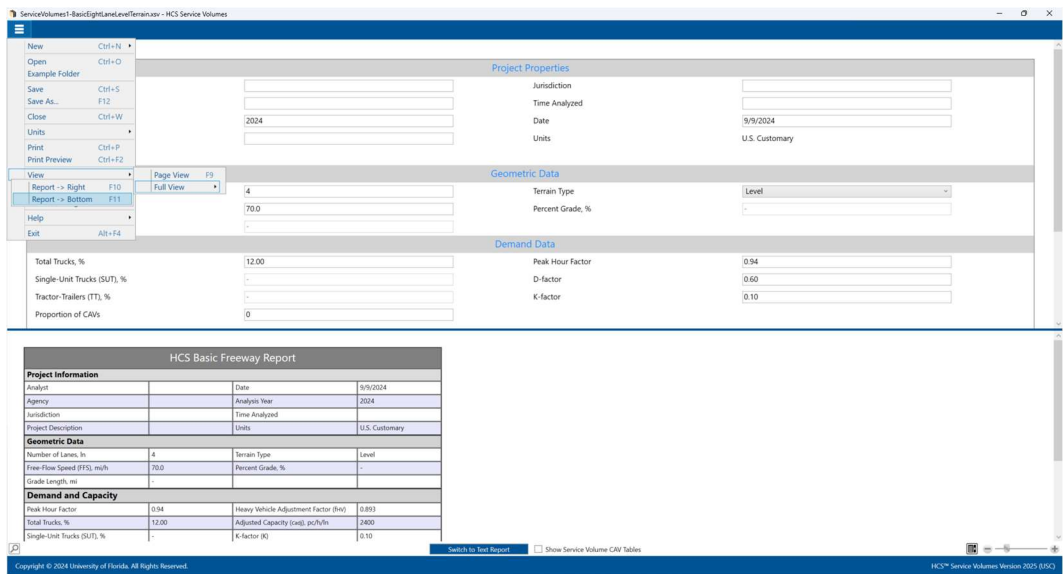 ServiceVolumes1-BasicEightLaneLevelTerrain.xsv - HCS Service Volumes
New Ctrl+N
Open Ctrl+O
Example Folder
Save Ctrl+S
Save As... F12
Close Ctrl+W
Units
Print Ctrl+P
Print Preview Ctrl+F2
View
Page View F9
Full View
Report -> Right F10
Report -> Bottom F11
Help
Exit Alt+F4
Project Properties
Jurisdiction
Time Analyzed
2024 Date 9/9/2024
Units U.S. Customary
Geometric Data
4 Terrain Type Level
70.0 Percent Grade, % -
-
Demand Data
Total Trucks, % 12.00 Peak Hour Factor 0.94
Single-Unit Trucks (SUT), % - D-factor 0.60
Tractor-Trailers (TT), % - K-factor 0.10
Proportion of CAVs 0
HCS Basic Freeway Report
Project Information
Analyst Date 9/9/2024
Agency Analysis Year 2024
Jurisdiction Time Analyzed
Project Description Units U.S. Customary
Geometric Data
Number of Lanes, ln 4 Terrain Type Level
Free-Flow Speed (FFS), mi/h 70.0 Percent Grade, % -
Grade Length, mi -
Demand and Capacity
Peak Hour Factor 0.94 Heavy Vehicle Adjustment Factor (fHV) 0.893
Total Trucks, % 12.00 Adjusted Capacity (cadj), pc/h/ln 2400
Single-Unit Trucks (SUT), % - K-factor (K) 0.10
Switch to Text Report Show Service Volume CAV Tables
Copyright © 2024 University of Florida. All Rights Reserved. HCS™ Service Volumes Version 2025 (USC)